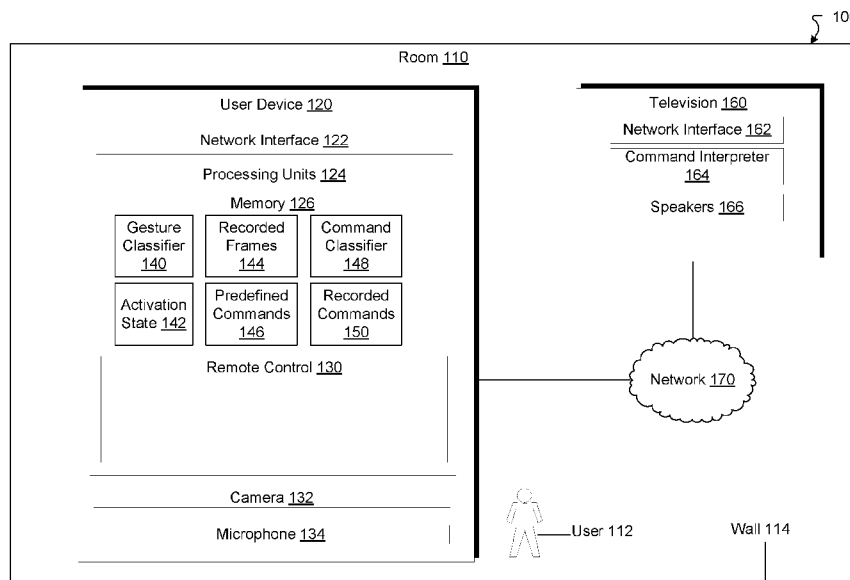 10
Room 110
User Device 120
Network Interface 122
Processing Units 124
Memory 126
Gesture
Classifier
140
Recorded
Frames
144
Command
Classifier
148
Activation
State 142
Predefined
Commands
146
Recorded
Commands
150
Remote Control 130
Camera 132
Microphone 134
Television 160
Network Interface 162
Command Interpreter
164
Speakers 166
Network 170
User 112
Wall 114